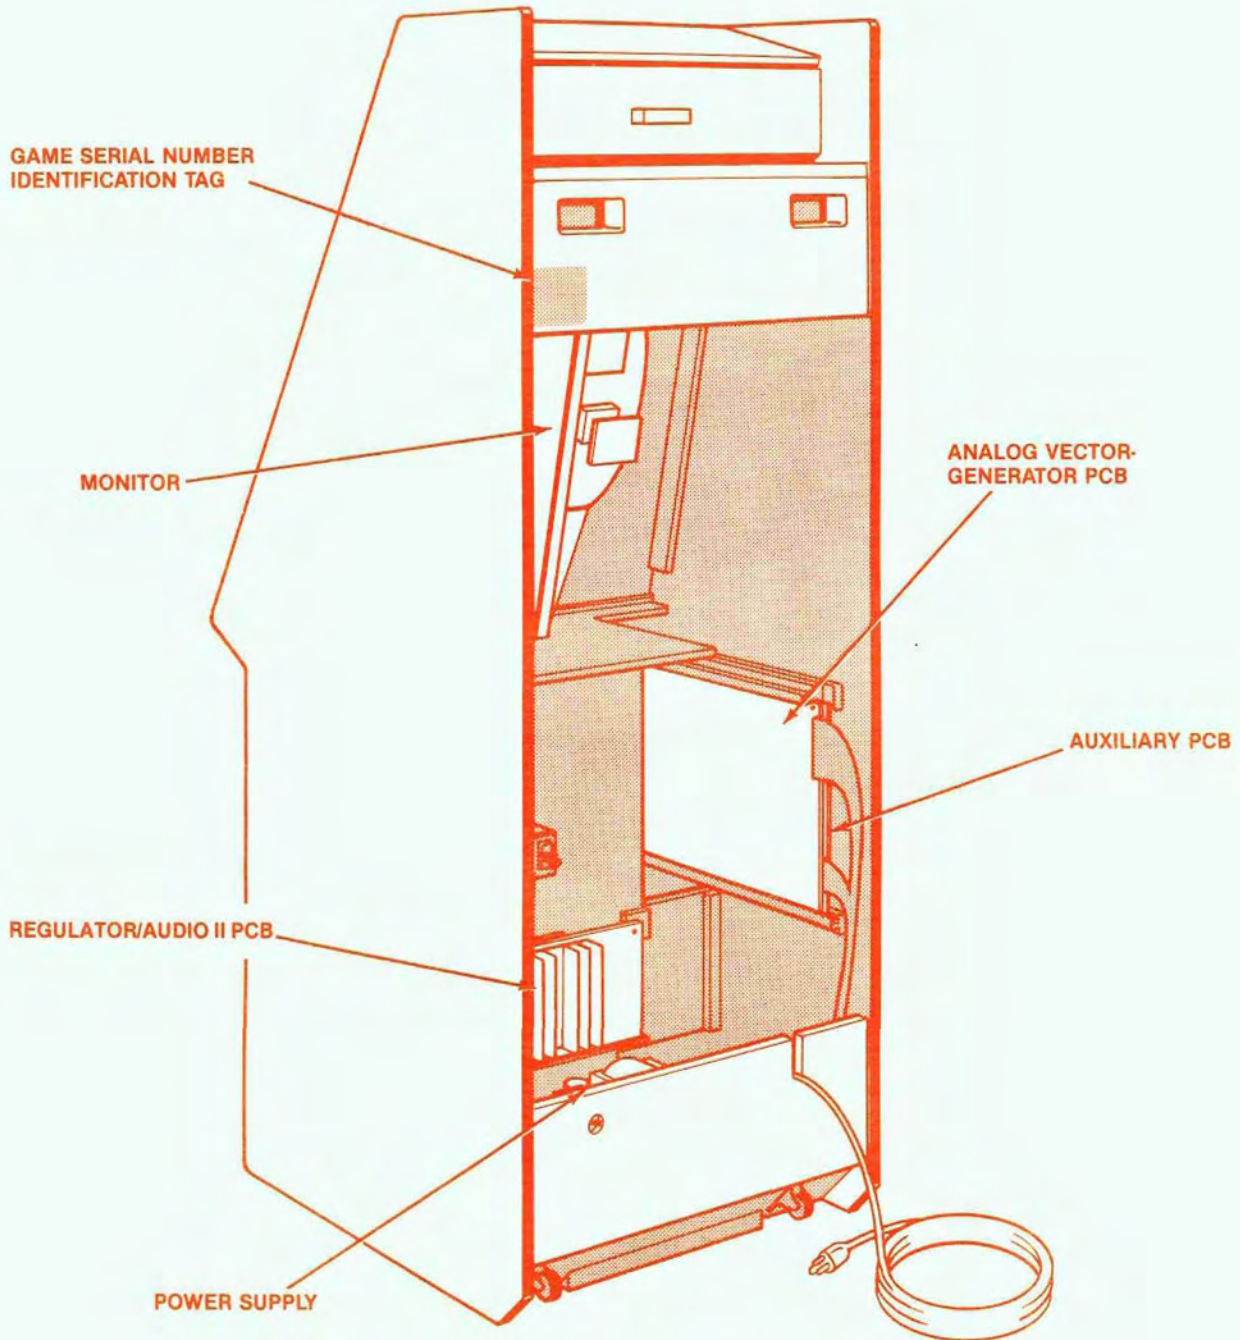 GAME SERIAL NUMBER
IDENTIFICATION TAG
MONITOR
ANALOG VECTOR-
GENERATOR PCB
AUXILIARY PCB
REGULATOR/AUDIO II PCB
POWER SUPPLY